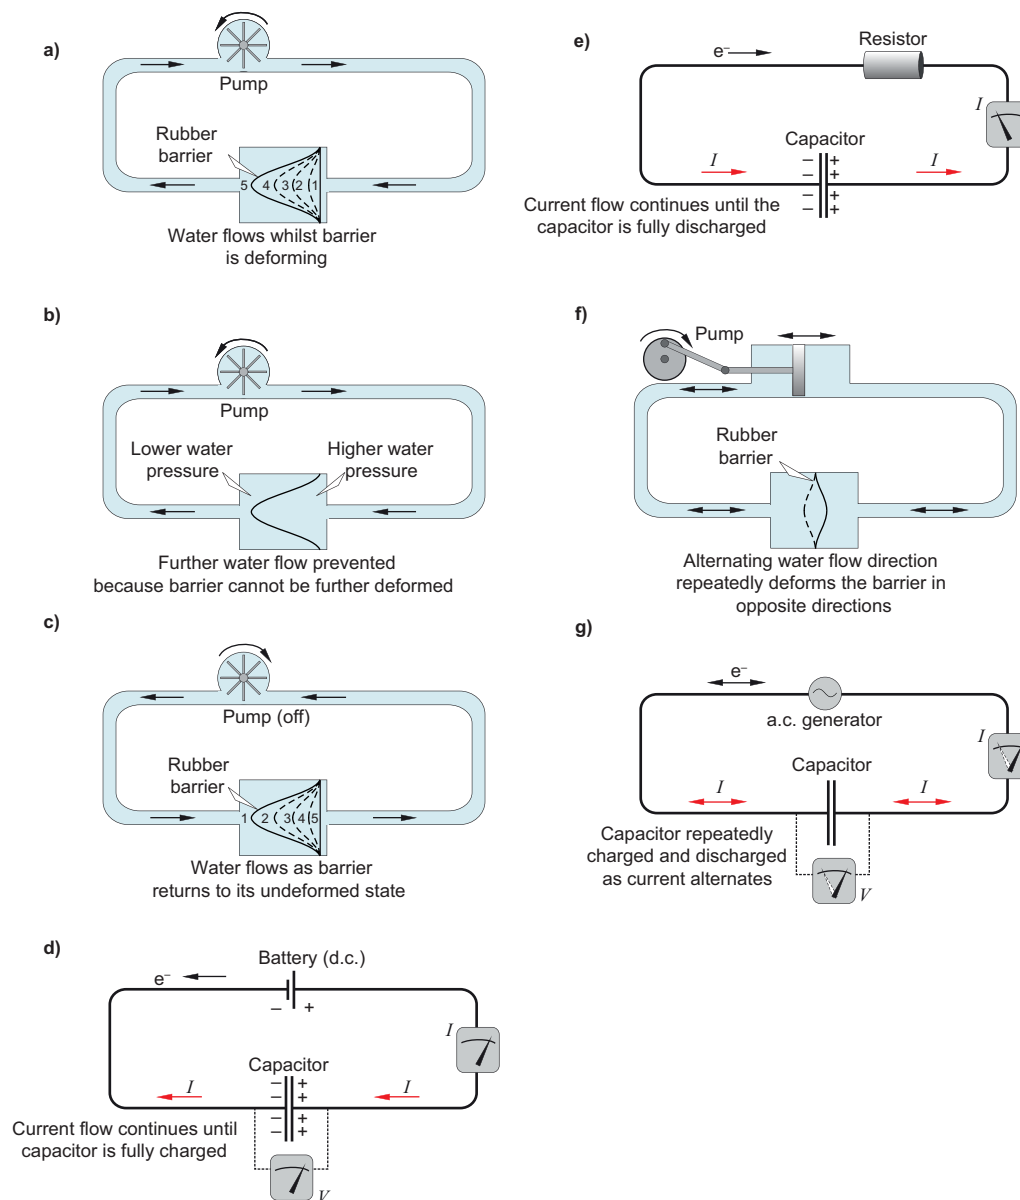 a)
Pump
Rubber
barrier
5 4 3 2 1
Water flows whilst barrier
is deforming
b)
Pump
Lower water
pressure
Higher water
pressure
Further water flow prevented
because barrier cannot be further deformed
c)
Pump (off)
Rubber
barrier
1 2 3 4 5
Water flows as barrier
returns to its undeformed state
d)
Battery (d.c.)
e⁻
− +
I
Capacitor
I
− +
− +
− +
− +
I
Current flow continues until
capacitor is fully charged
V
e)
Resistor
e⁻
I
Capacitor
I
− +
− +
− +
− +
I
Current flow continues until the
capacitor is fully discharged
f)
Pump
Rubber
barrier
Alternating water flow direction
repeatedly deforms the barrier in
opposite directions
g)
e⁻
a.c. generator
I
Capacitor
I
I
Capacitor repeatedly
charged and discharged
as current alternates
V